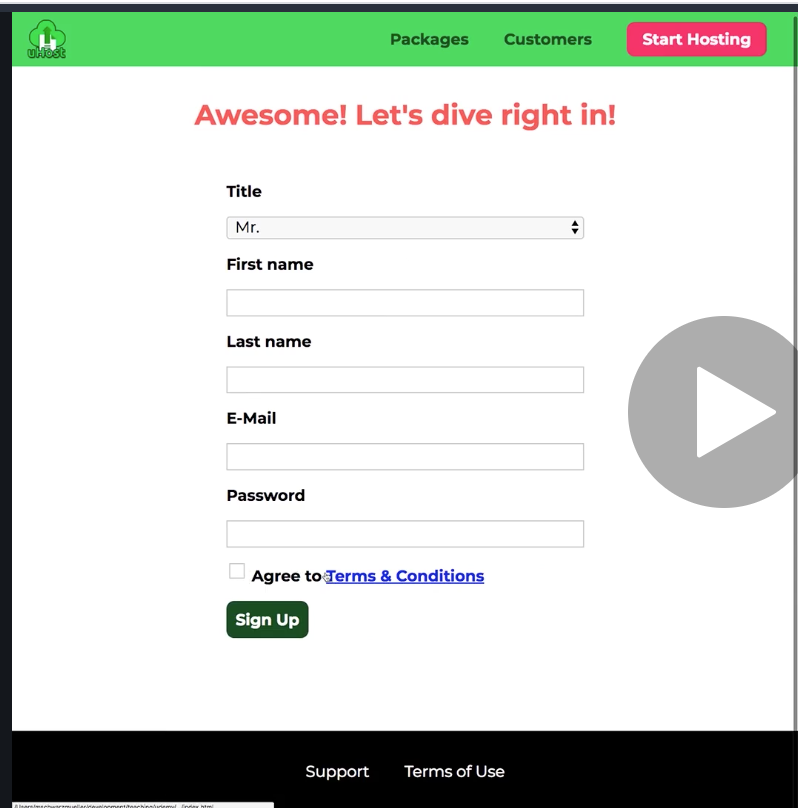 uHost
Packages Customers Start Hosting
Awesome! Let's dive right in!
Title
Mr.
First name
Last name
E-Mail
Password
Agree to Terms & Conditions
Sign Up
Support Terms of Use